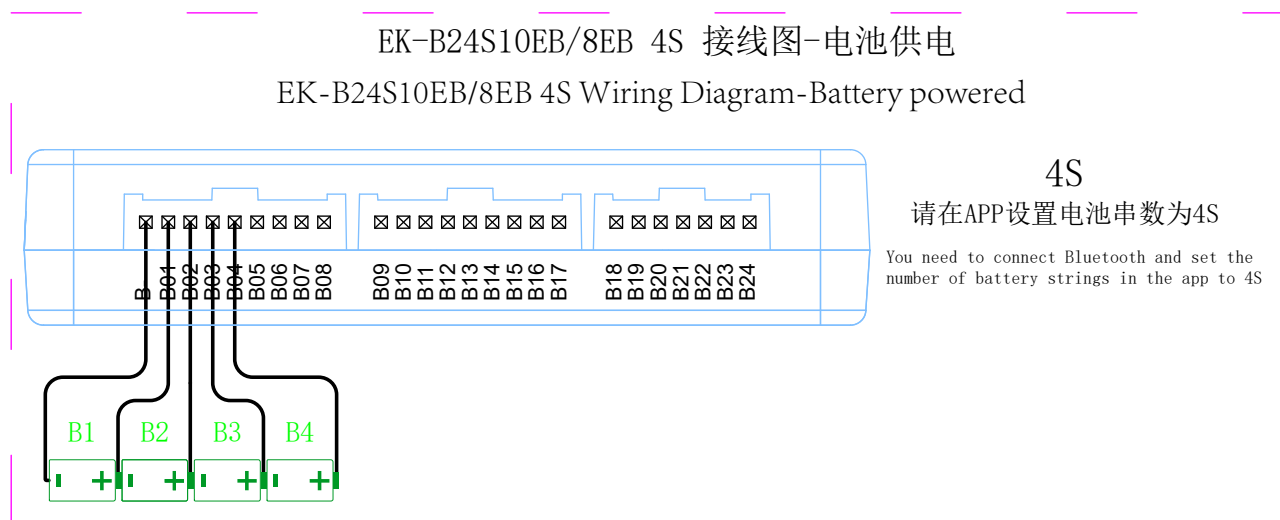 EK-B24S10EB/8EB 4S 接线图-电池供电
EK-B24S10EB/8EB 4S Wiring Diagram-Battery powered
4S
请在APP设置电池串数为4S
You need to connect Bluetooth and set the
number of battery strings in the app to 4S
B- B01 B02 B03 B04 B05 B06 B07 B08 B09 B10 B11 B12 B13 B14 B15 B16 B17 B18 B19 B20 B21 B22 B23 B24
B1 B2 B3 B4
- + - + - + - +